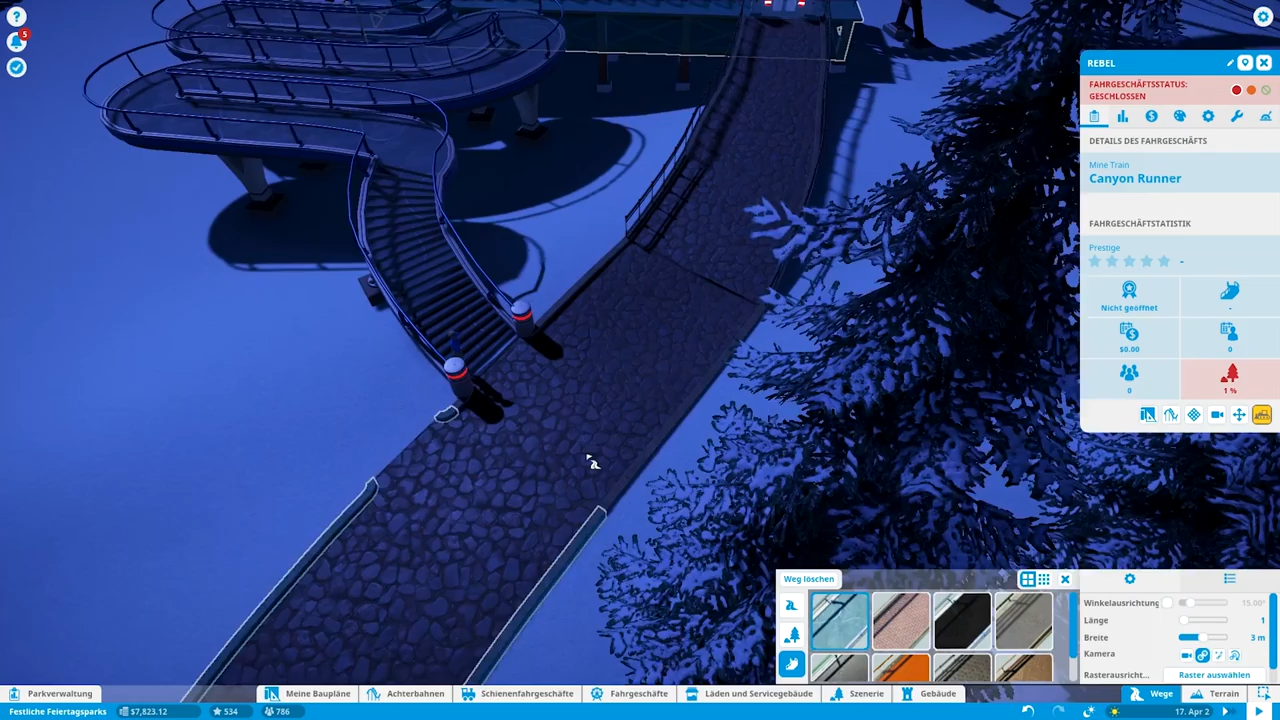 ?
5
REBEL
FAHRGESCHÄFTSSTATUS:
GESCHLOSSEN
DETAILS DES FAHRGESCHÄFTS
Mine Train
Canyon Runner
FAHRGESCHÄFTSTATISTIK
Prestige
-
Nicht geöffnet
-
$0.00
0
0
1 %
Weg löschen
Winkelausrichtung
15.00°
Länge
1
Breite
3 m
Kamera
Rasterausricht...
Raster auswählen
Parkverwaltung
Meine Baupläne
Achterbahnen
Schienenfahrgeschäfte
Fahrgeschäfte
Läden und Servicegebäude
Szenerie
Gebäude
Wege
Terrain
Festliche Feiertagsparks
$7,823.12
534
786
17. Apr 2